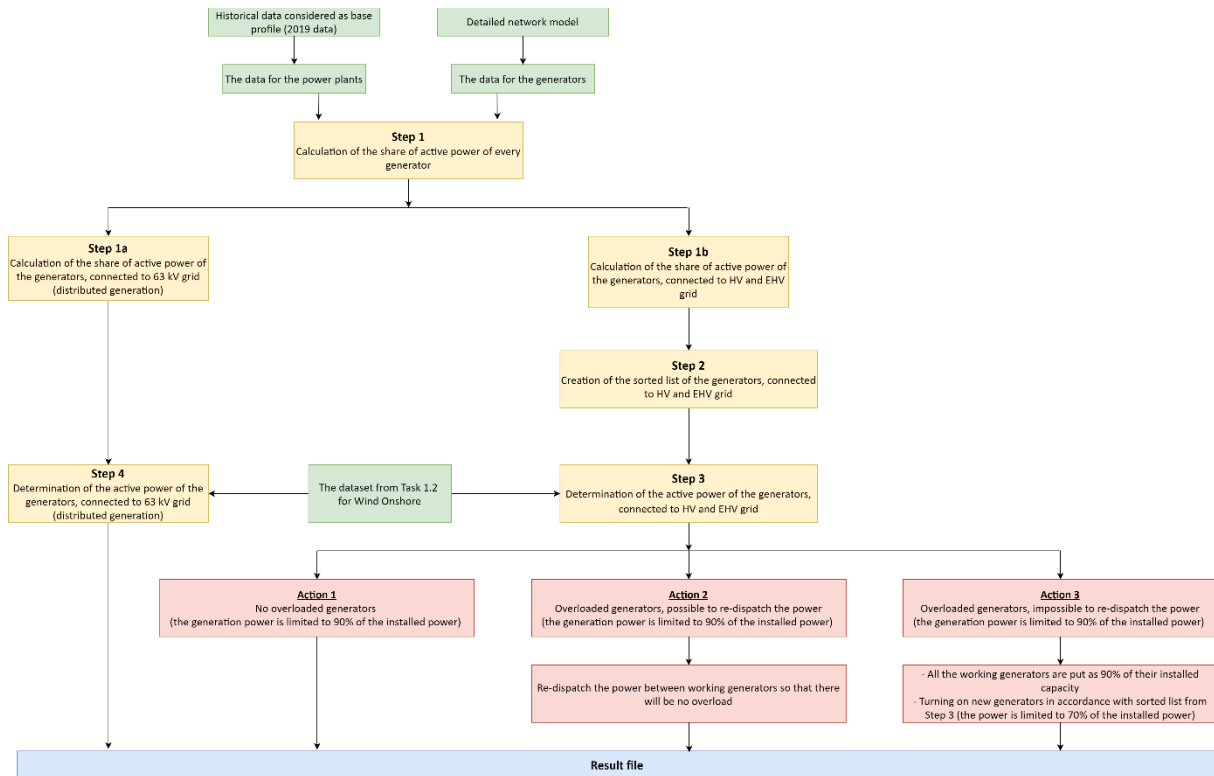 Historical data considered as base
profile (2019 data)
Detailed network model
The data for the power plants
The data for the generators
Step 1
Calculation of the share of active power of every
generator
Step 1a
Calculation of the share of active power of
the generators, connected to 63 kV grid
(distributed generation)
Step 1b
Calculation of the share of active power of
the generators, connected to HV and EHV
grid
Step 2
Creation of the sorted list of the generators, connected
to HV and EHV grid
Step 4
Determination of the active power of the
generators, connected to 63 kV grid
(distributed generation)
The dataset from Task 1.2
for Wind Onshore
Step 3
Determination of the active power of the generators,
connected to HV and EHV grid
Action 1
No overloaded generators
(the generation power is limited to 90% of the installed power)
Action 2
Overloaded generators, possible to re-dispatch the power
(the generation power is limited to 90% of the installed power)
Action 3
Overloaded generators, impossible to re-dispatch the power
(the generation power is limited to 90% of the installed power)
Re-dispatch the power between working generators so that there
will be no overload
- All the working generators are put as 90% of their installed
capacity
- Turning on new generators in accordance with sorted list from
Step 3 (the power is limited to 70% of the installed power)
Result file